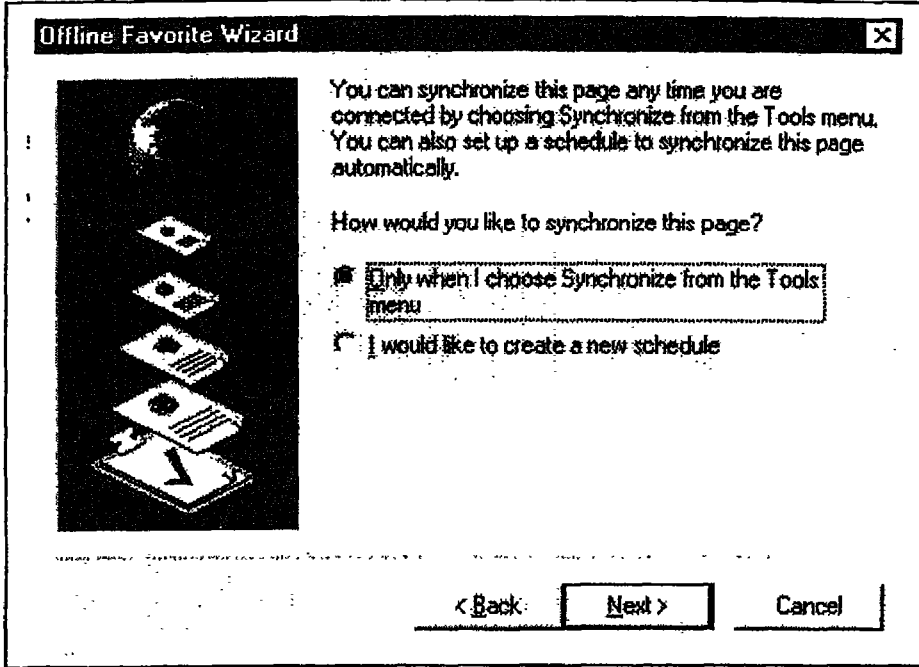 Offline Favorite Wizard
You can synchronize this page any time you are
connected by choosing Synchronize from the Tools menu.
You can also set up a schedule to synchronize this page
automatically.
How would you like to synchronize this page?
Only when I choose Synchronize from the Tools
menu
I would like to create a new schedule
< Back
Next >
Cancel